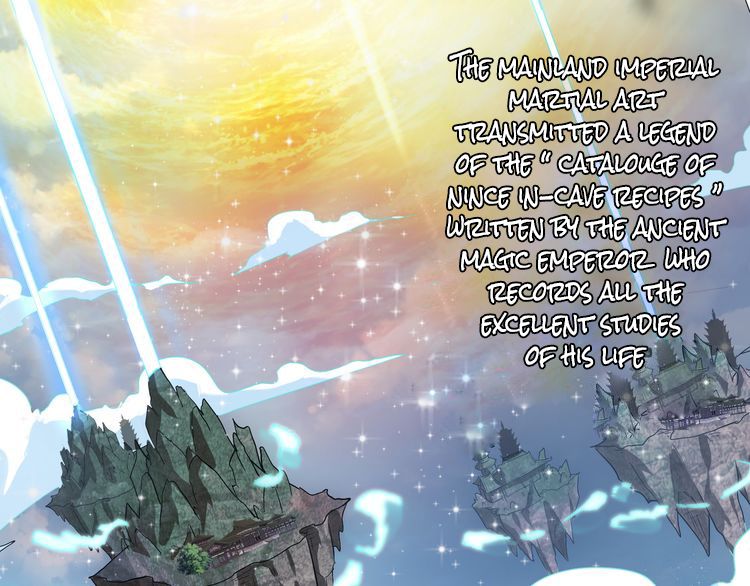 THE MAINLAND IMPERIAL
MARTIAL ART
TRANSMITTED A LEGEND
OF THE " CATALOUGE OF
NINCE IN-CAVE RECIPES "
WRITTEN BY THE ANCIENT
MAGIC EMPEROR WHO
RECORDS ALL THE
EXCELLENT STUDIES
OF HIS LIFE